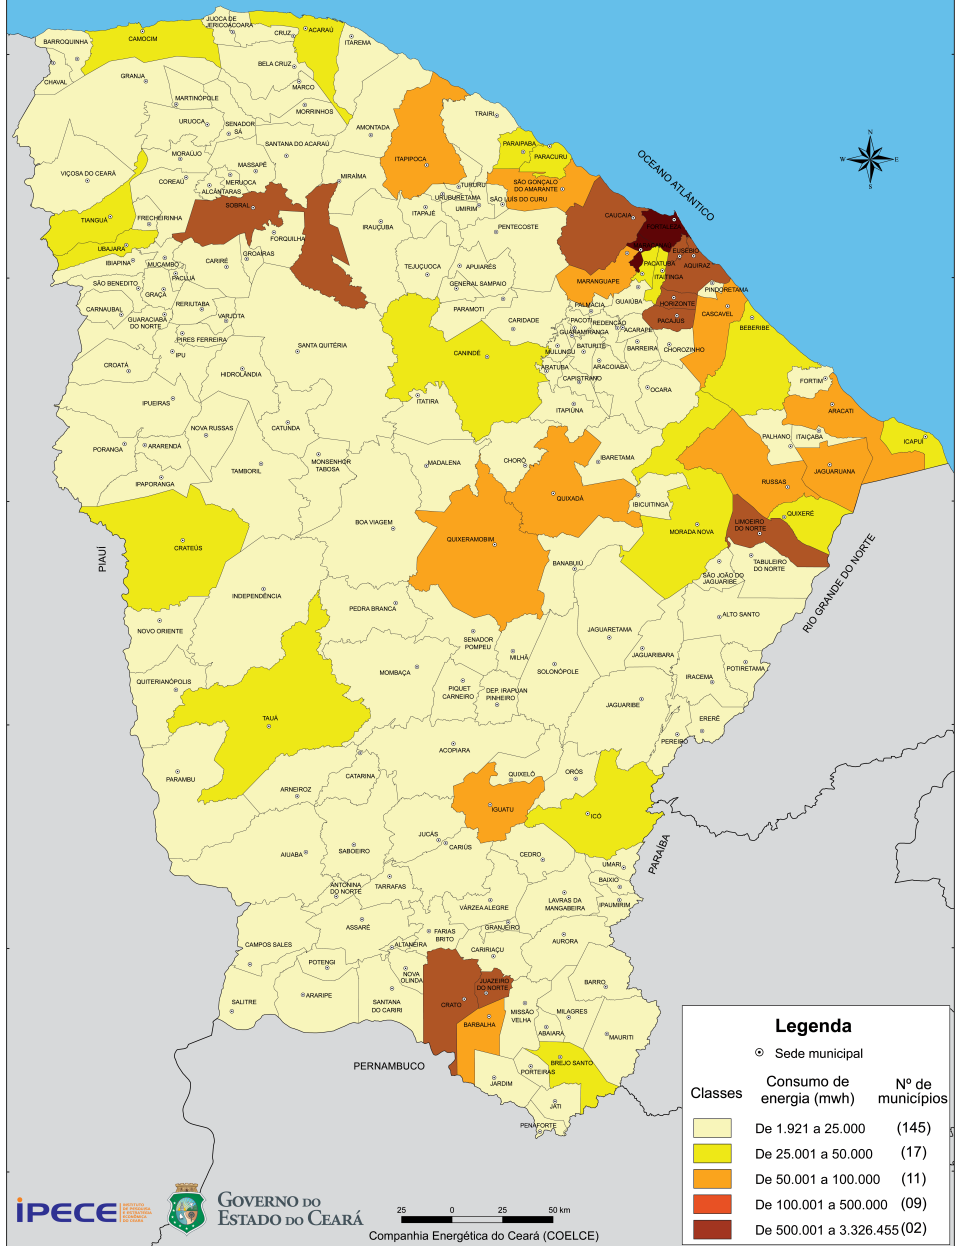 JIJOCA DE
JERICOACOARA
CRUZ
ACARAÚ
ITAREMA
BARROQUINHA
CAMOCIM
BELA CRUZ
CHAVAL
GRANJA
MARCO
MARTINÓPOLE
MORRINHOS
URUOCA
SENADOR
SÁ
AMONTADA
TRAIRI
SANTANA DO ACARAÚ
PARAIPABA
PARACURU
ITAPIPOCA
MORAÚJO
MASSAPÊ
OCEANO ATLÂNTICO
VIÇOSA DO CEARÁ
COREAÚ
MERUOCA
ALCÂNTARAS
MIRAÍMA
TURURU
URUBURETAMA
UMIRIM
SÃO GONÇALO
DO AMARANTE
SÃO LUÍS DO CURU
SOBRAL
ITAPAJÉ
TIANGUÁ
FRECHEIRINHA
IRAUÇUBA
PENTECOSTE
CAUCAIA
FORTALEZA
FORQUILHA
UBAJARA
IBIAPINA
MUCAMBO
CARIRÉ
GROAÍRAS
PACUJÁ
TEJUÇUOCA
APUIARÉS
EUSÉBIO
PACATUBA
AQUIRAZ
ITAITINGA
SÃO BENEDITO
GRAÇA
GENERAL SAMPAIO
MARANGUAPE
PINDORETAMA
GUAIÚBA
HORIZONTE
CARNAUBAL
GUARACIABA
DO NORTE
RERIUTABA
VARJOTA
PARAMOTI
CARIDADE
PALMÁCIA
PACOTI
REDENÇÃO
GUARAMIRANGA
ACARAPE
PACAJUS
CASCAVEL
BEBERIBE
PIRES FERREIRA
IPU
SANTA QUITÉRIA
CANINDÉ
MULUNGU
BATURITÉ
BARREIRA
CHOROZINHO
CROATÁ
HIDROLÂNDIA
ARATUBA
ARACOIABA
CAPISTRANO
OCARA
FORTIM
IPUEIRAS
ITATIRA
ITAPIÚNA
ARACATI
NOVA RUSSAS
CATUNDA
PORANGA
ARARENDÁ
PALHANO
ITAIÇABA
ICAPUÍ
IPAPORANGA
TAMBORIL
MONSENHOR
TABOSA
MADALENA
CHORÓ
IBARETAMA
JAGUARUANA
RUSSAS
QUIXADÁ
IBICUITINGA
QUIXERÉ
BOA VIAGEM
LIMOEIRO
DO NORTE
MORADA NOVA
PIAUÍ
CRATEÚS
QUIXERAMOBIM
BANABUIÚ
TABULEIRO
DO NORTE
SÃO JOÃO DO
JAGUARIBE
RIO GRANDE DO NORTE
INDEPENDÊNCIA
PEDRA BRANCA
ALTO SANTO
NOVO ORIENTE
SENADOR
POMPEU
JAGUARETAMA
MILHÃ
JAGUARIBARA
SOLONÓPOLE
POTIRETAMA
IRACEMA
MOMBAÇA
QUITERIANÓPOLIS
PIQUET
CARNEIRO
DEP. IRAPUAN
PINHEIRO
JAGUARIBE
TAUÁ
ERERÊ
PEREIRO
ACOPIARA
PARAMBU
CATARINA
QUIXELÔ
ORÓS
ARNEIROZ
IGUATU
ICÓ
JUCÁS
CARIÚS
PARAÍBA
AIUABA
SABOEIRO
CEDRO
UMARI
BAIXIO
ANTONINA
DO NORTE
TARRAFAS
IPAUMIRIM
VÁRZEA ALEGRE
LAVRAS DA
MANGABEIRA
ASSARÉ
FARIAS
BRITO
GRANJEIRO
CAMPOS SALES
ALTANEIRA
CARIRIAÇU
AURORA
POTENGI
NOVA
OLINDA
JUAZEIRO
DO NORTE
BARRO
SALITRE
ARARIPE
SANTANA
DO CARIRI
CRATO
MISSÃO
VELHA
MILAGRES
BARBALHA
ABAIARA
MAURITI
PERNAMBUCO
BREJO SANTO
PORTEIRAS
JARDIM
JATI
PENAFORTE
N
W
E
S
Legenda
Sede municipal
Classes
Consumo de
energia (mwh)
Nº de
municípios
De 1.921 a 25.000 (145)
De 25.001 a 50.000 (17)
De 50.001 a 100.000 (11)
De 100.001 a 500.000 (09)
De 500.001 a 3.326.455 (02)
iPECE
INSTITUTO
DE PESQUISA
E ESTRATÉGIA
ECONÔMICA
DO CEARÁ
GOVERNO DO
ESTADO DO CEARÁ
25 0 25 50 km
Companhia Energética do Ceará (COELCE)